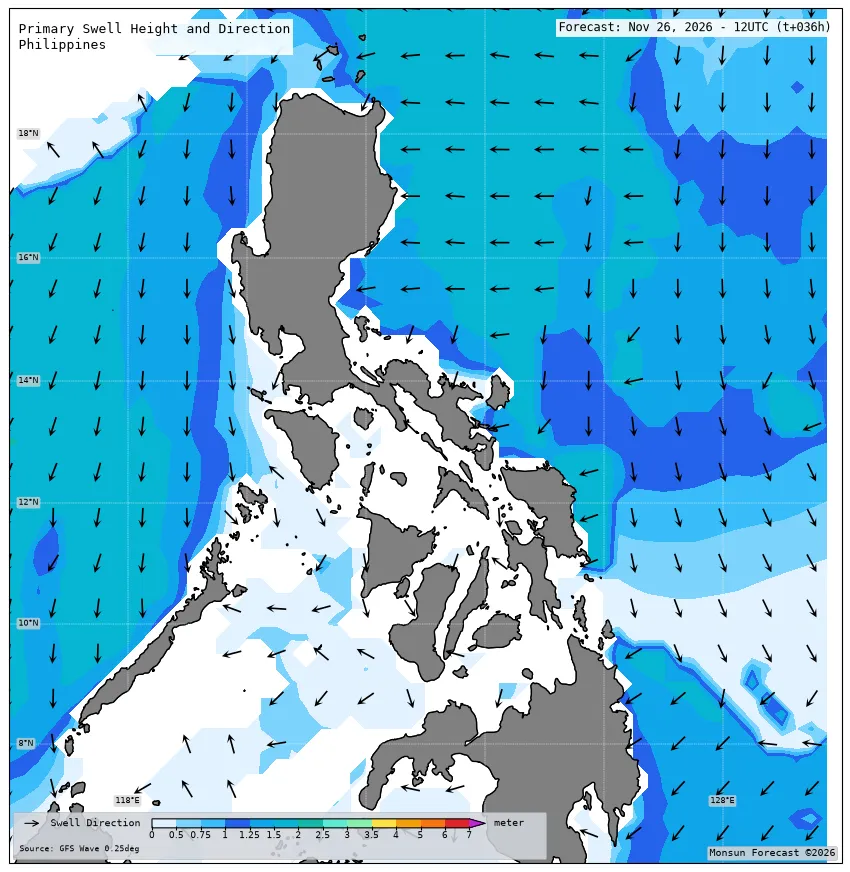 Primary Swell Height and Direction
Philippines
Forecast: Nov 26, 2026 - 12UTC (t+036h)
18°N
16°N
14°N
12°N
10°N
8°N
118°E
128°E
Swell Direction
0 0.5 0.75 1 1.25 1.5 2 2.5 3 3.5 4 5 6 7
meter
Source: GFS Wave 0.25deg
Monsun Forecast ©2026